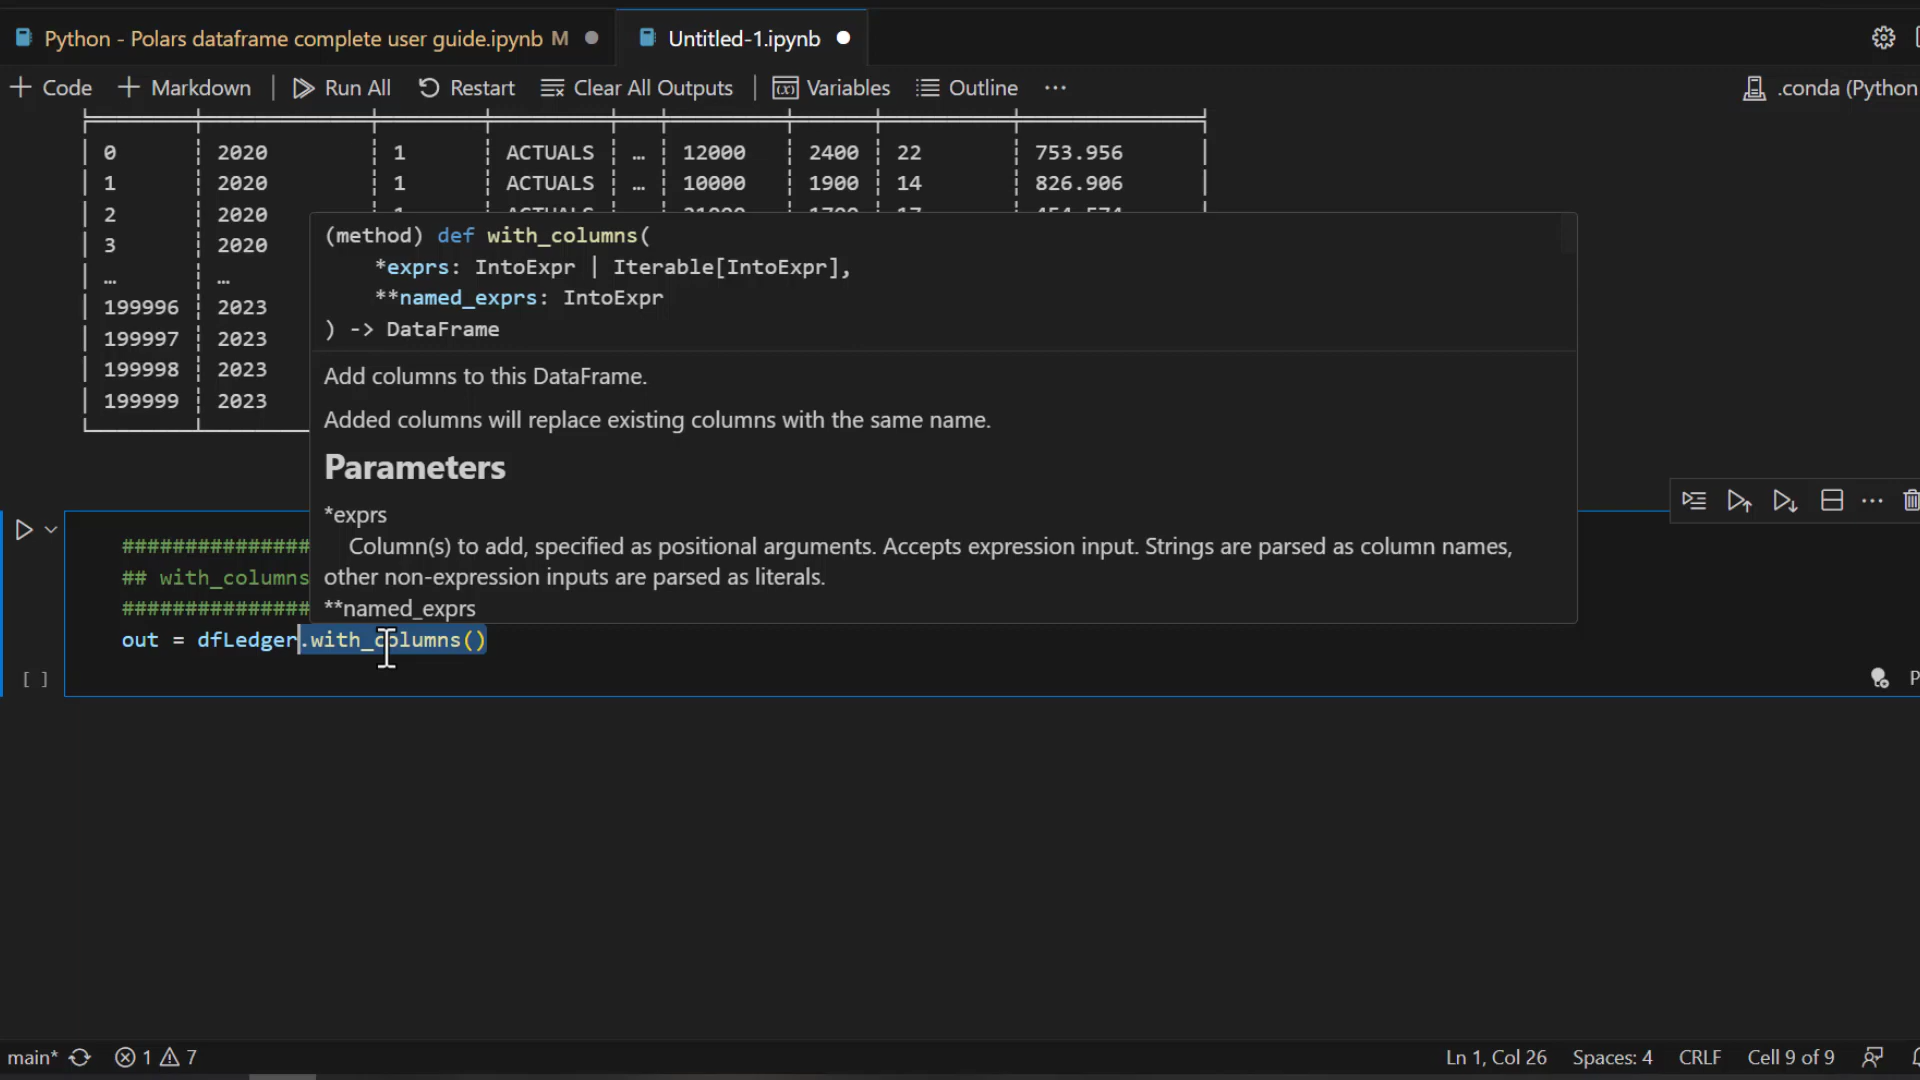 Python - Polars dataframe complete user guide.ipynb M
Untitled-1.ipynb
Code Markdown Run All Restart Clear All Outputs Variables Outline ... .conda (Python
0 2020 1 ACTUALS … 12000 2400 22 753.956
1 2020 1 ACTUALS … 10000 1900 14 826.906
2 2020
3 2020
… …
199996 2023
199997 2023
199998 2023
199999 2023
(method) def with_columns(
*exprs: IntoExpr | Iterable[IntoExpr],
**named_exprs: IntoExpr
) -> DataFrame
Add columns to this DataFrame.
Added columns will replace existing columns with the same name.
Parameters
*exprs
Column(s) to add, specified as positional arguments. Accepts expression input. Strings are parsed as column names,
other non-expression inputs are parsed as literals.
**named_exprs
###############
## with_columns
###############
out = dfLedger.with_columns()
[ ]
P
main* 1 7 Ln 1, Col 26 Spaces: 4 CRLF Cell 9 of 9